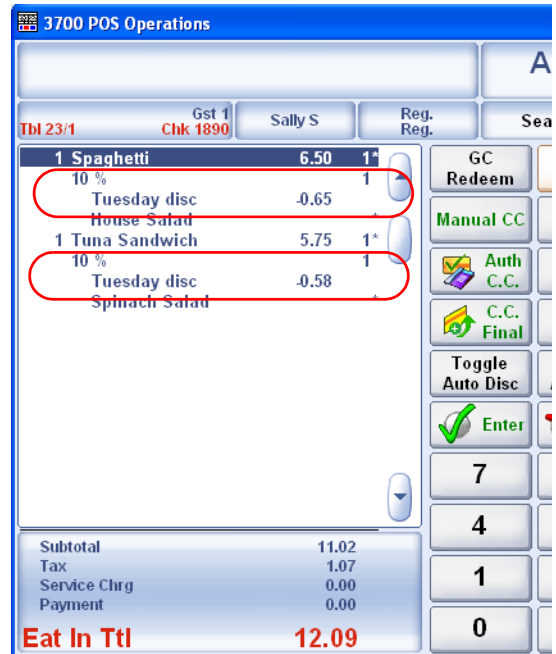 3700 POS Operations
A
Tbl 23/1
Gst 1
Chk 1890
Sally S
Reg.
Reg.
Sea
1 Spaghetti 6.50 1*
10 % 1
Tuesday disc -0.65
House Salad *
1 Tuna Sandwich 5.75 1*
10 % 1
Tuesday disc -0.58
Spinach Salad *
Subtotal 11.02
Tax 1.07
Service Chrg 0.00
Payment 0.00
Eat In Ttl 12.09
GC
Redeem
Manual CC
Auth
C.C.
C.C.
Final
Toggle
Auto Disc
Enter
7
4
1
0